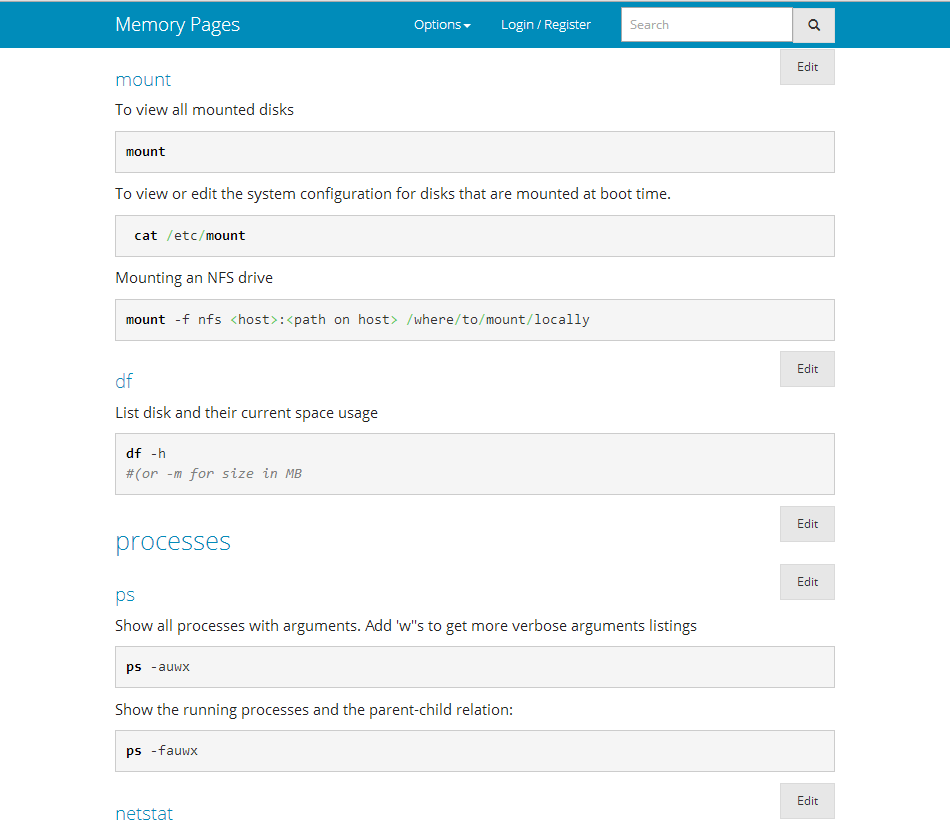 Memory Pages Options Login / Register Search
Edit
mount
To view all mounted disks
mount
To view or edit the system configuration for disks that are mounted at boot time.
cat /etc/mount
Mounting an NFS drive
mount -f nfs <host>:<path on host> /where/to/mount/locally
Edit
df
List disk and their current space usage
df -h
#(or -m for size in MB
Edit
processes
Edit
ps
Show all processes with arguments. Add 'w"s to get more verbose arguments listings
ps -auwx
Show the running processes and the parent-child relation:
ps -fauwx
Edit
netstat